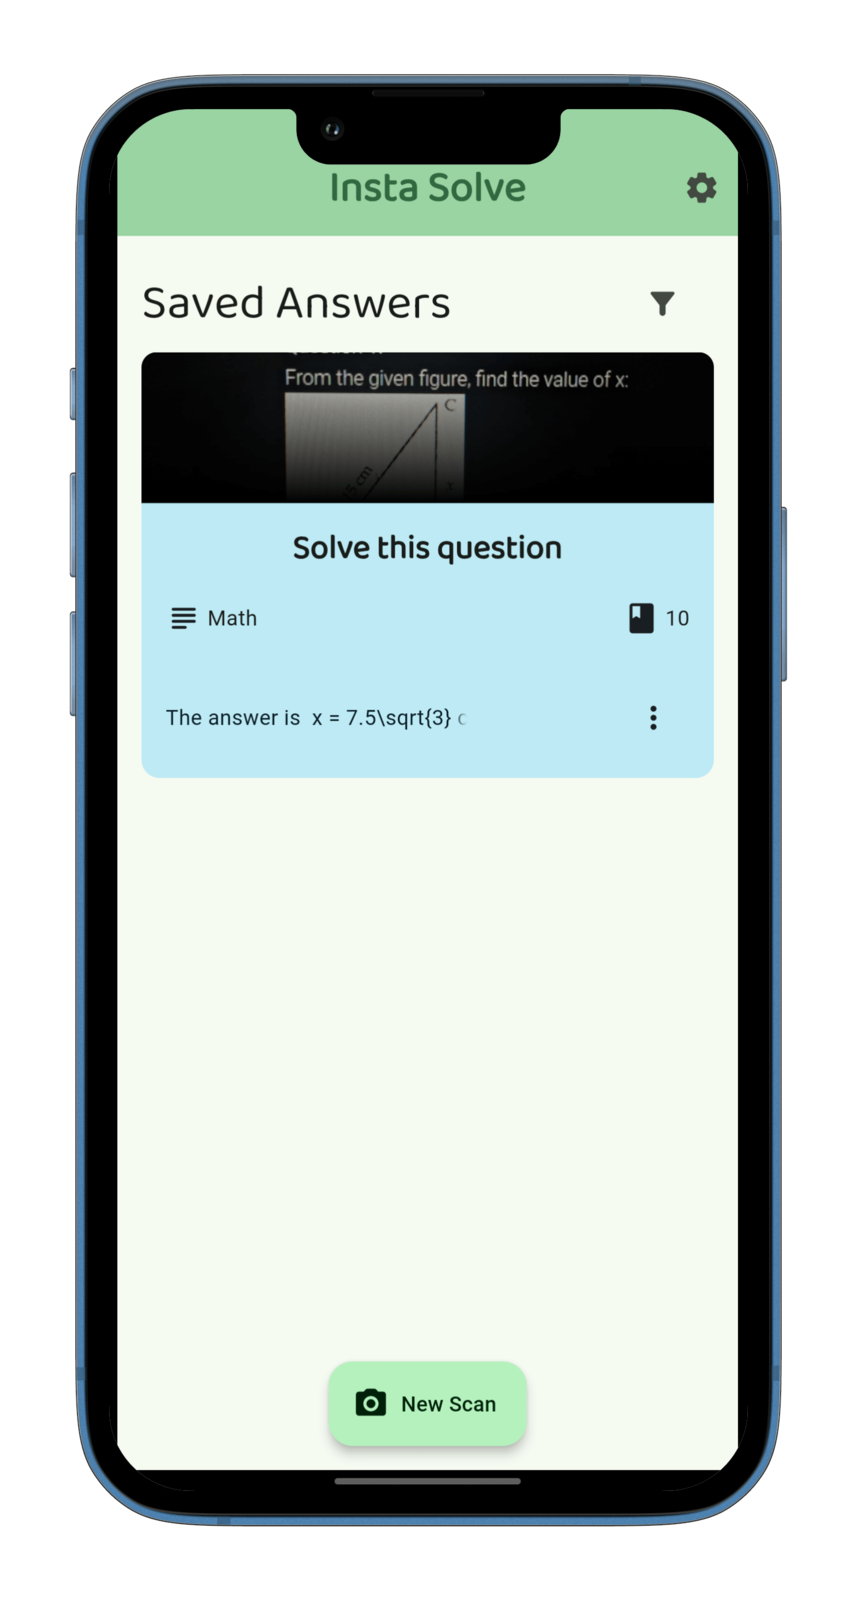 Insta Solve
Saved Answers
From the given figure, find the value of x:
C
5 cm
x
Solve this question
Math
10
The answer is x = 7.5\sqrt{3}
New Scan